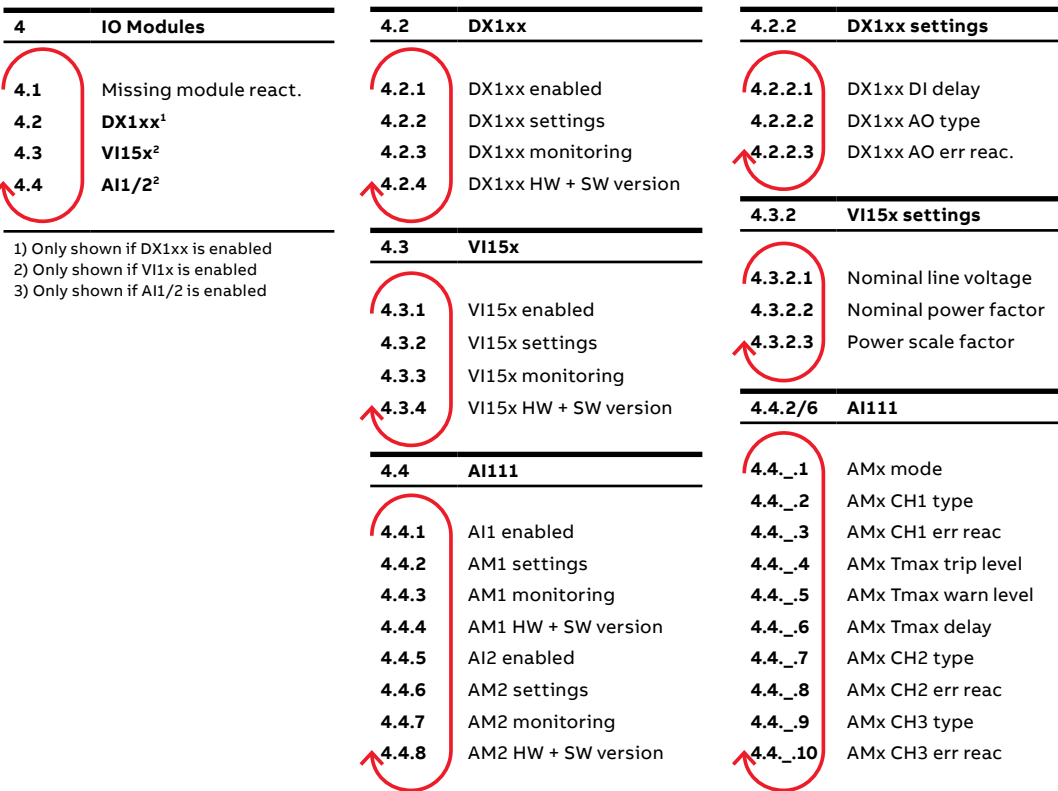 4 IO Modules
4.1 Missing module react.
4.2 DX1xx¹
4.3 VI15x²
4.4 AI1/2²
1) Only shown if DX1xx is enabled
2) Only shown if VI1x is enabled
3) Only shown if AI1/2 is enabled
4.2 DX1xx
4.2.1 DX1xx enabled
4.2.2 DX1xx settings
4.2.3 DX1xx monitoring
4.2.4 DX1xx HW + SW version
4.3 VI15x
4.3.1 VI15x enabled
4.3.2 VI15x settings
4.3.3 VI15x monitoring
4.3.4 VI15x HW + SW version
4.4 AI111
4.4.1 AI1 enabled
4.4.2 AM1 settings
4.4.3 AM1 monitoring
4.4.4 AM1 HW + SW version
4.4.5 AI2 enabled
4.4.6 AM2 settings
4.4.7 AM2 monitoring
4.4.8 AM2 HW + SW version
4.2.2 DX1xx settings
4.2.2.1 DX1xx DI delay
4.2.2.2 DX1xx AO type
4.2.2.3 DX1xx AO err reac.
4.3.2 VI15x settings
4.3.2.1 Nominal line voltage
4.3.2.2 Nominal power factor
4.3.2.3 Power scale factor
4.4.2/6 AI111
4.4._.1 AMx mode
4.4._.2 AMx CH1 type
4.4._.3 AMx CH1 err reac
4.4._.4 AMx Tmax trip level
4.4._.5 AMx Tmax warn level
4.4._.6 AMx Tmax delay
4.4._.7 AMx CH2 type
4.4._.8 AMx CH2 err reac
4.4._.9 AMx CH3 type
4.4._.10 AMx CH3 err reac